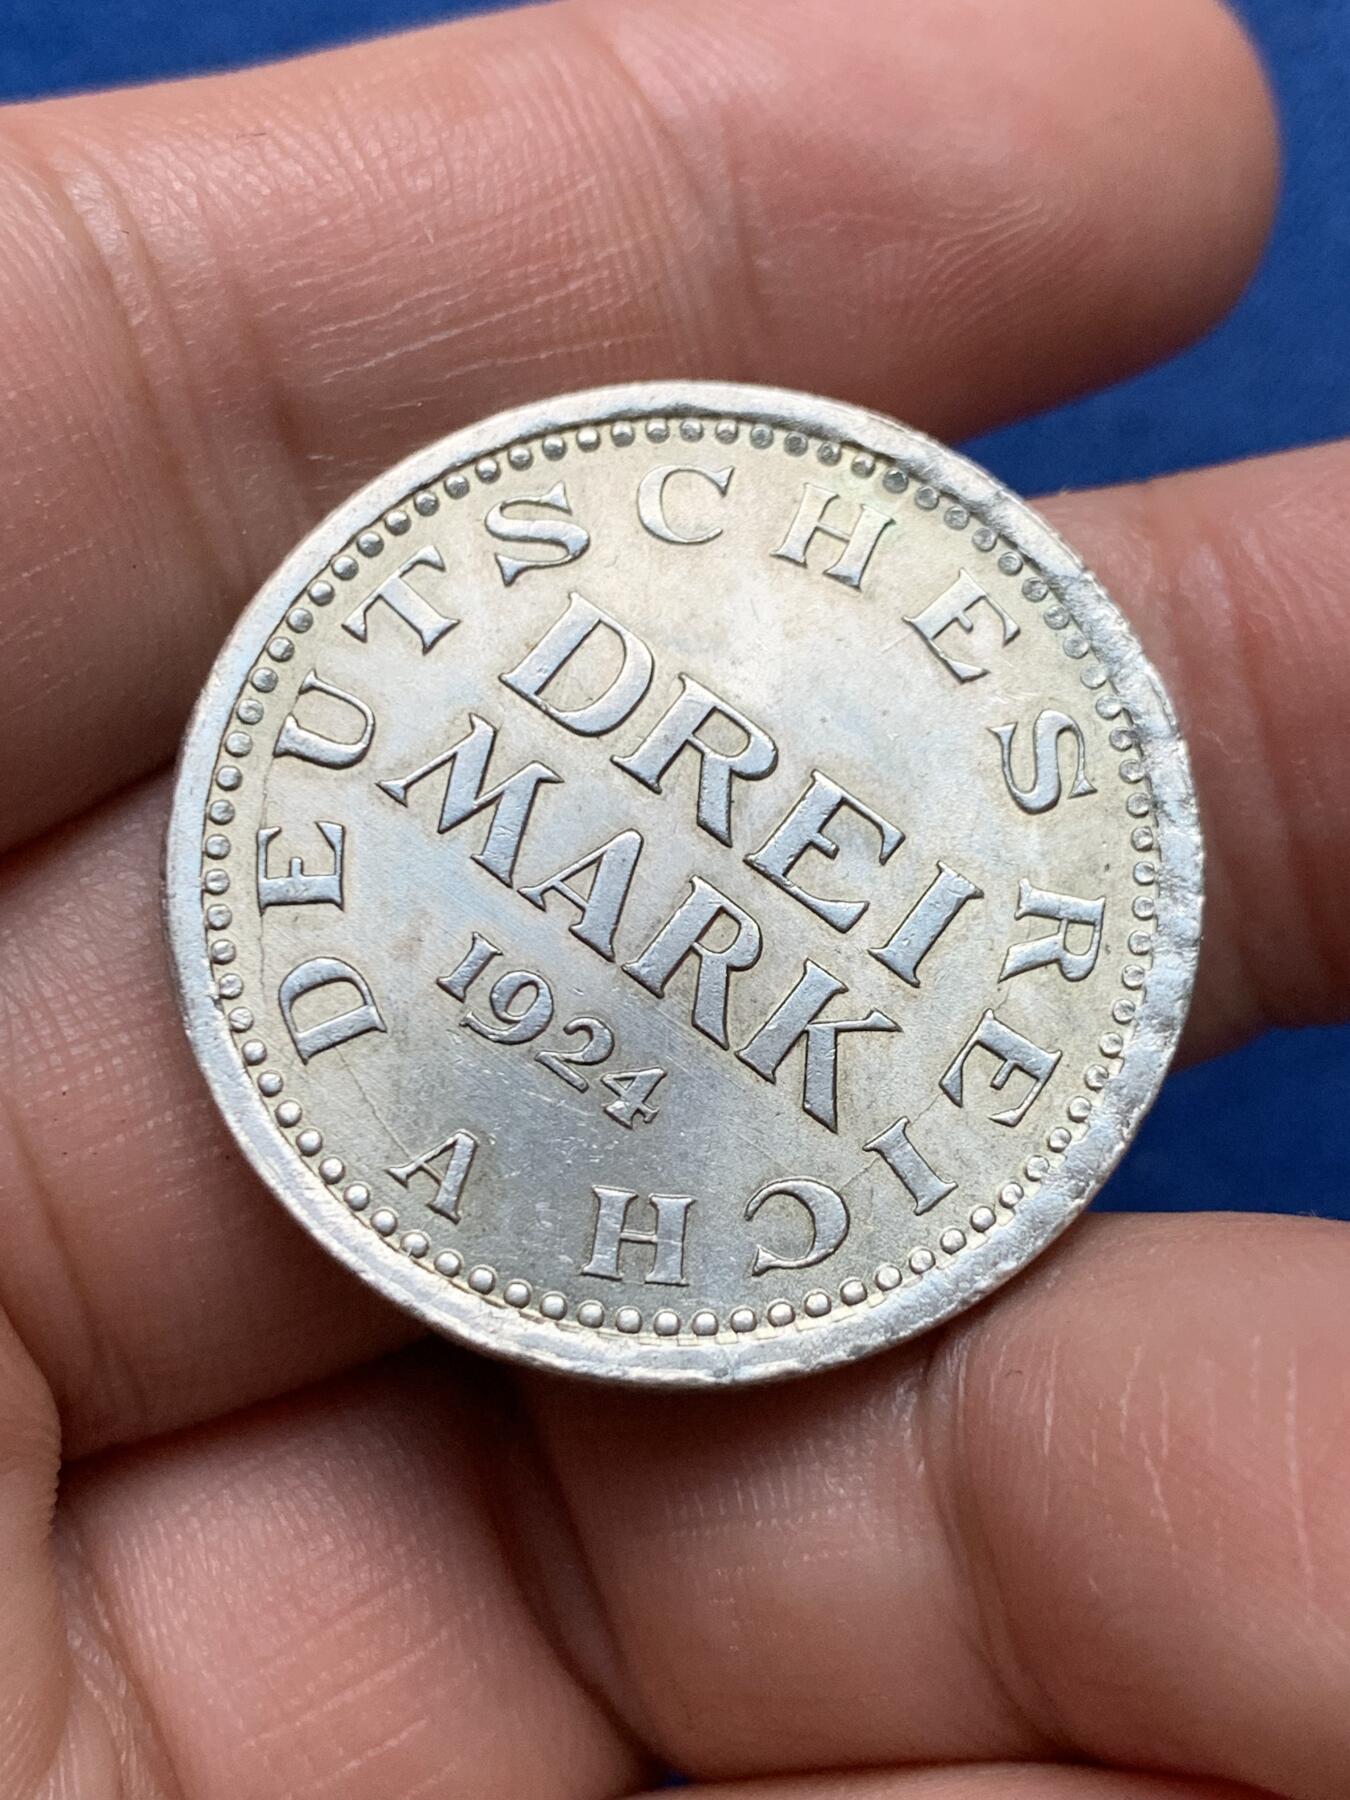 DEUTSCHES REICH
DREI
MARK
1924
A